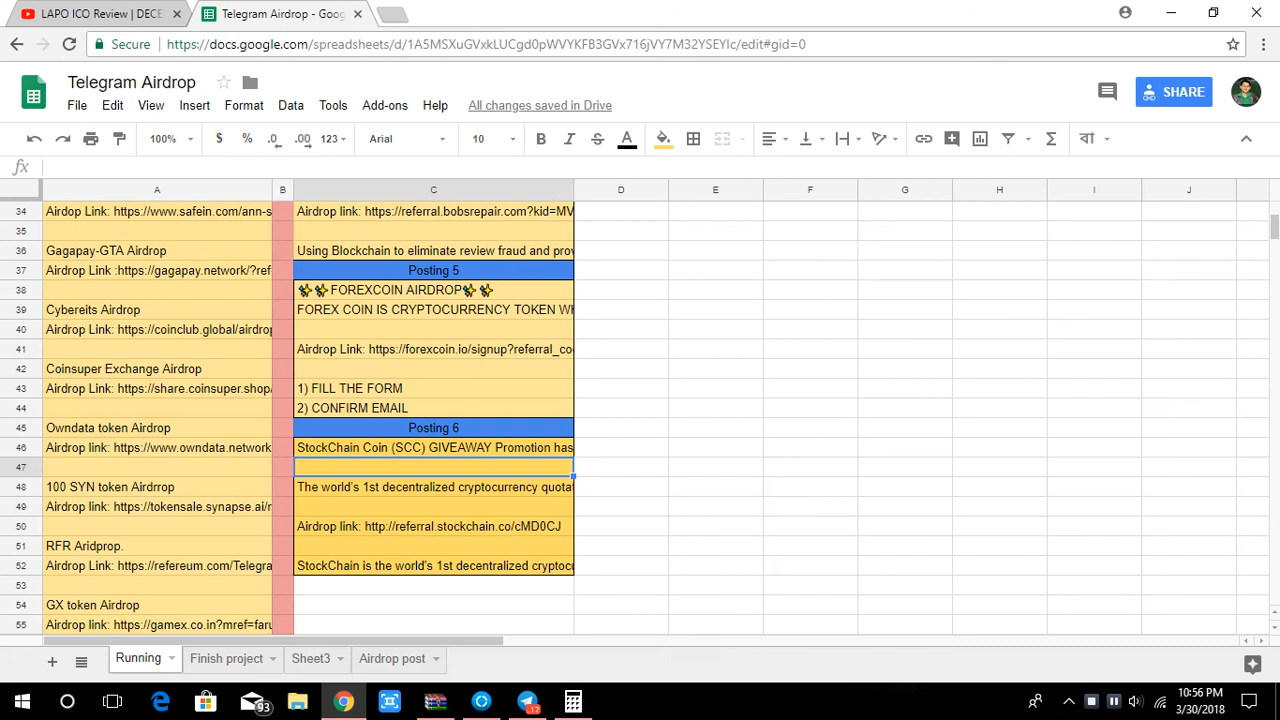 LAPO ICO Review | DECE
Telegram Airdrop - Goog
Secure
https://docs.google.com/spreadsheets/d/1A5MSXuGVxkLUCgd0pWVYKFB3GVx716jVY7M32YSEYIc/edit#gid=0
Telegram Airdrop
File Edit View Insert Format Data Tools Add-ons Help All changes saved in Drive
SHARE
100% $ % .0 .00 123 Arial 10 B I S A Σ বা
fx
A B C D E F G H I J
34 Airdop Link: https://www.safein.com/ann-s Airdrop link: https://referral.bobsrepair.com?kid=MV
35
36 Gagapay-GTA Airdrop Using Blockchain to eliminate review fraud and prov
37 Airdrop Link :https://gagapay.network/?ref Posting 5
38 ✨✨FOREXCOIN AIRDROP✨✨
39 Cybereits Airdrop FOREX COIN IS CRYPTOCURRENCY TOKEN WH
40 Airdrop Link: https://coinclub.global/airdrop
41 Airdrop Link: https://forexcoin.io/signup?referral_co
42 Coinsuper Exchange Airdrop
43 Airdrop Link: https://share.coinsuper.shop/ 1) FILL THE FORM
44 2) CONFIRM EMAIL
45 Owndata token Airdrop Posting 6
46 Airdrop link: https://www.owndata.network StockChain Coin (SCC) GIVEAWAY Promotion has
47
48 100 SYN token Airdrrop The world's 1st decentralized cryptocurrency quotat
49 Airdrop link: https://tokensale.synapse.ai/r
50 Airdrop link: http://referral.stockchain.co/cMD0CJ
51 RFR Aridprop.
52 Airdrop Link: https://refereum.com/Telegra StockChain is the world's 1st decentralized cryptocu
53
54 GX token Airdrop
55 Airdrop link: https://gamex.co.in?mref=faru
Running Finish project Sheet3 Airdrop post
93
17
10:56 PM
3/30/2018